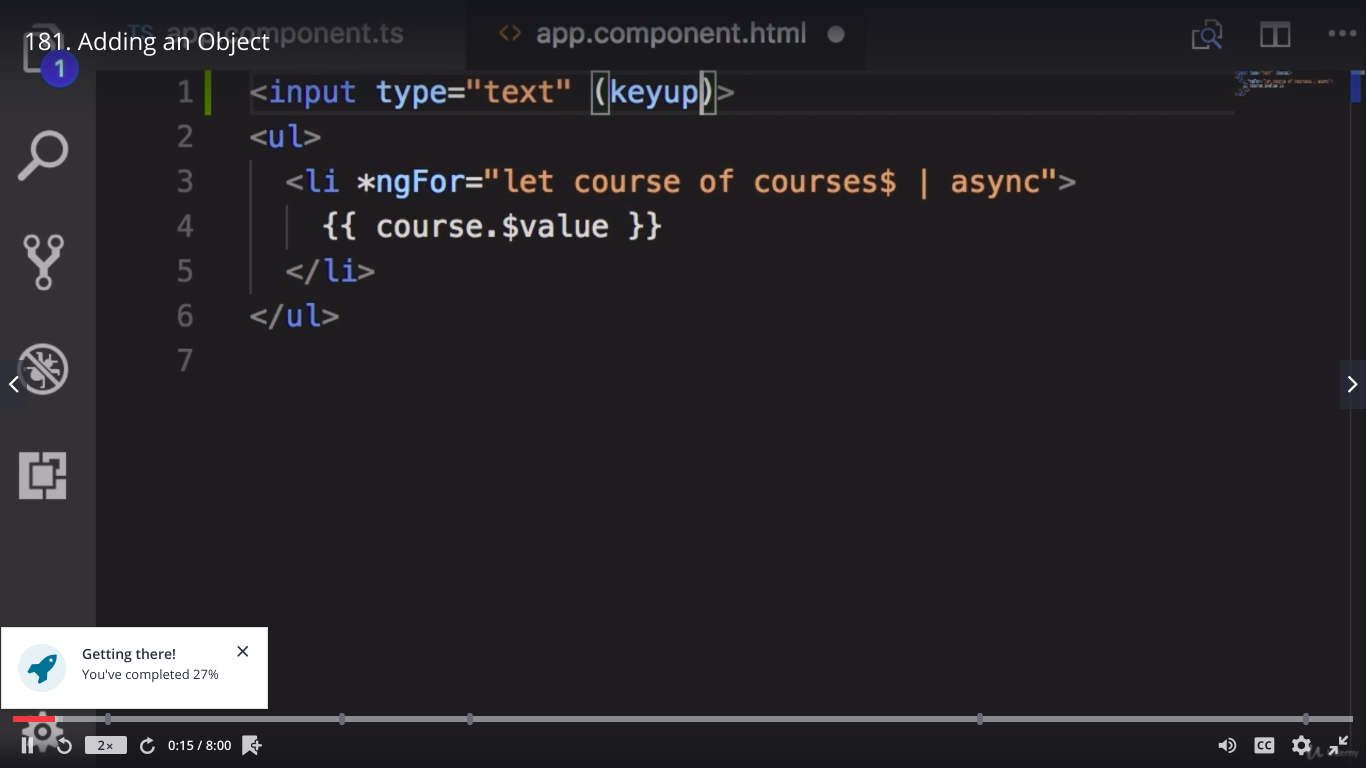 181. Adding an Object
TS app.component.ts
<> app.component.html
1
1 <input type="text" (keyup)>
2 <ul>
3 <li *ngFor="let course of courses$ | async">
4 {{ course.$value }}
5 </li>
6 </ul>
7
Getting there!
You've completed 27%
2× 0:15 / 8:00 CC